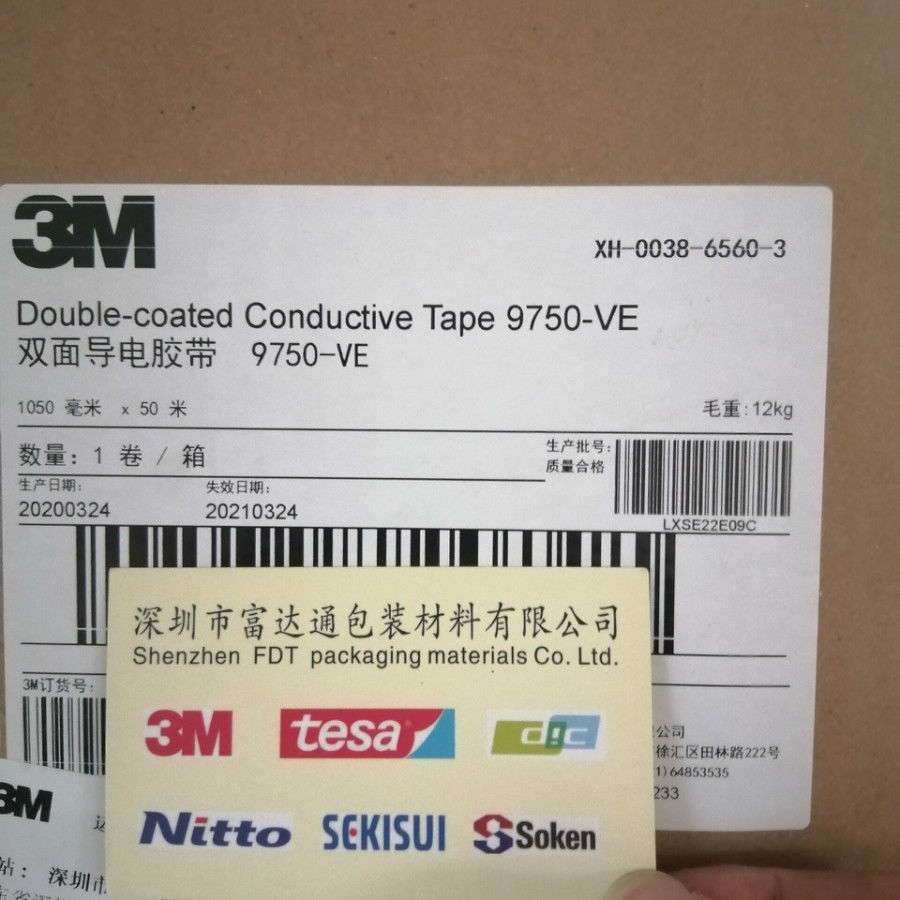 3M
XH-0038-6560-3
Double-coated Conductive Tape 9750-VE
双面导电胶带 9750-VE
1050 毫米 x 50 米
毛重:12kg
数量: 1 卷 / 箱
生产批号:
质量合格
生产日期:
失效日期:
20200324
20210324
LXSE22E09C
深圳市富达通包装材料有限公司
Shenzhen FDT packaging materials Co. Ltd.
3M订货号:
3M
tesa
dic
公司
徐汇区田林路222号
1)64853535
233
3M
Nitto
SEKISUI
Soken
站: 深圳市